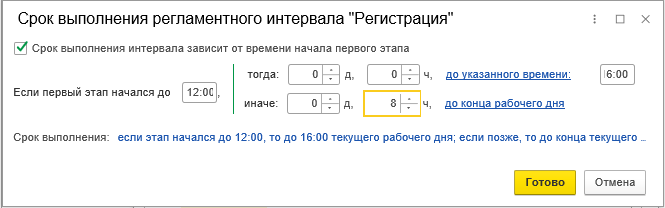 Срок выполнения регламентного интервала "Регистрация"
Срок выполнения интервала зависит от времени начала первого этапа
тогда: 0 д, 0 ч, до указанного времени: 6:00
Если первый этап начался до 12:00,
иначе: 0 д, 8 ч, до конца рабочего дня
Срок выполнения: если этап начался до 12:00, то до 16:00 текущего рабочего дня; если позже, то до конца текущего ...
Готово Отмена